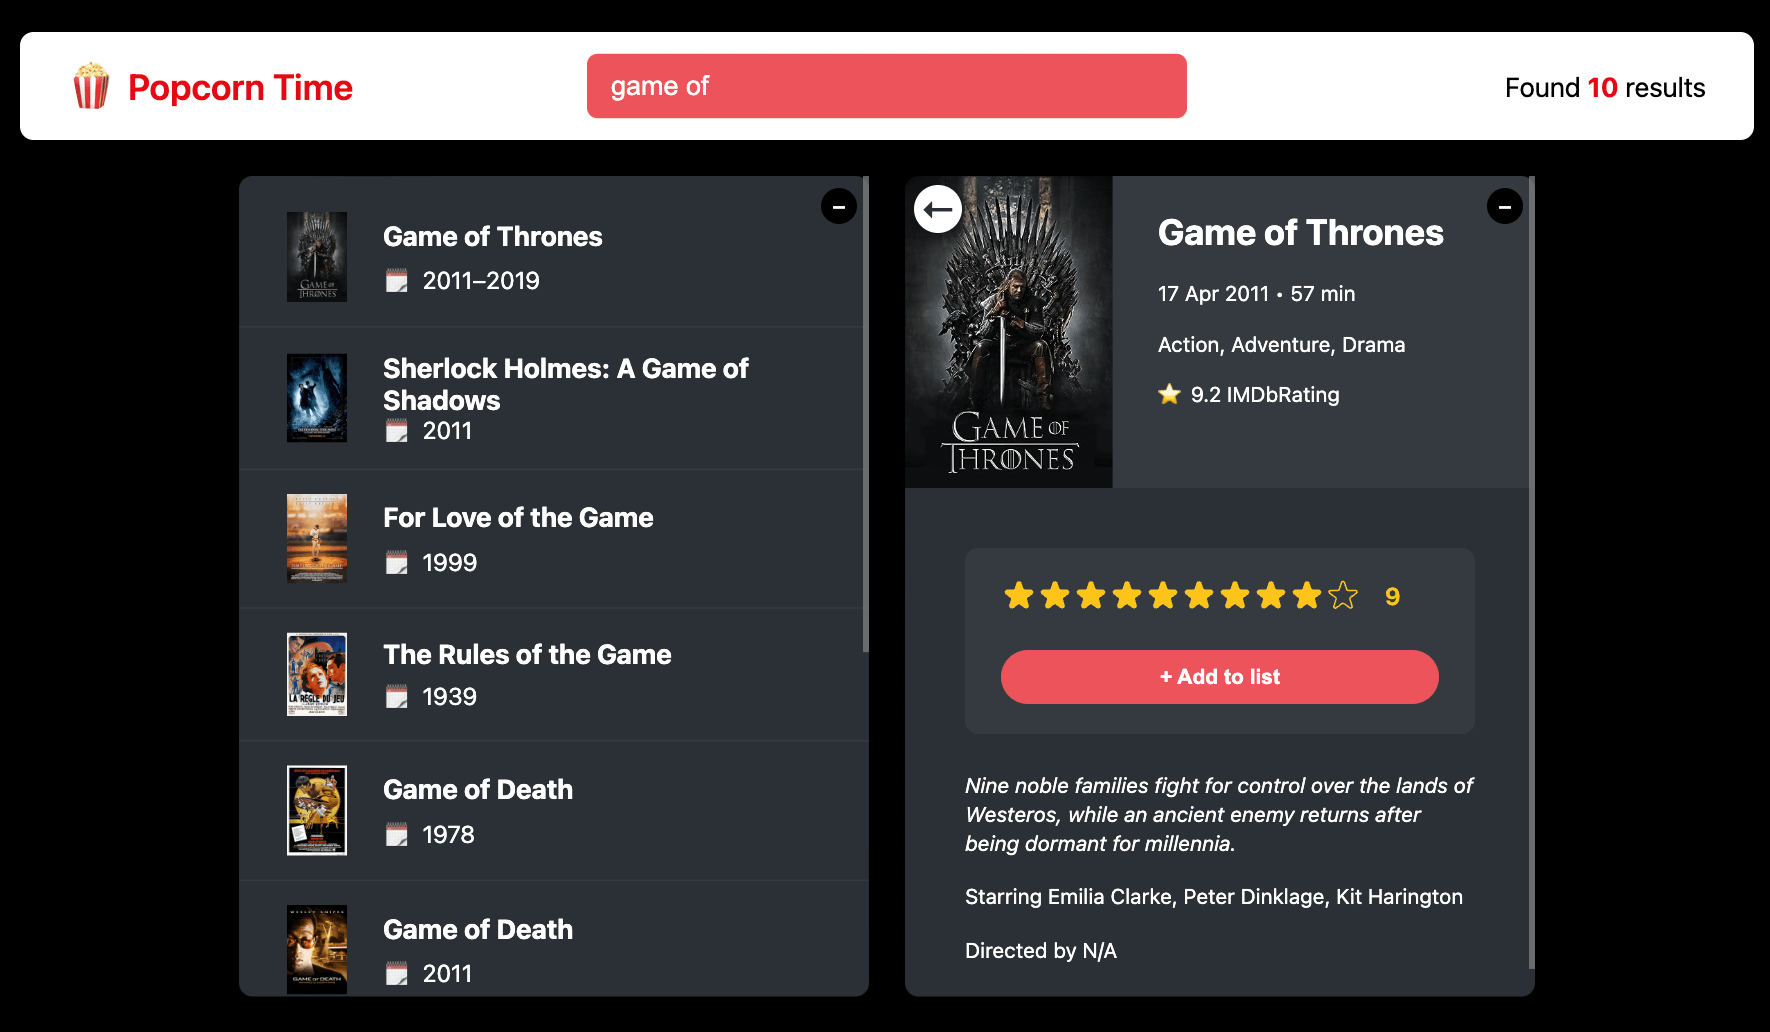 Popcorn Time
game of
Found 10 results
Game of Thrones
2011–2019
Sherlock Holmes: A Game of
Shadows
2011
For Love of the Game
1999
The Rules of the Game
1939
LA RÈGLE DU JEU
Game of Death
1978
Game of Death
2011
GAME OF DEATH
GAME OF
THRONES
Game of Thrones
17 Apr 2011 • 57 min
Action, Adventure, Drama
9.2 IMDbRating
GAME OF
THRONES
9
+ Add to list
Nine noble families fight for control over the lands of
Westeros, while an ancient enemy returns after
being dormant for millennia.
Starring Emilia Clarke, Peter Dinklage, Kit Harington
Directed by N/A